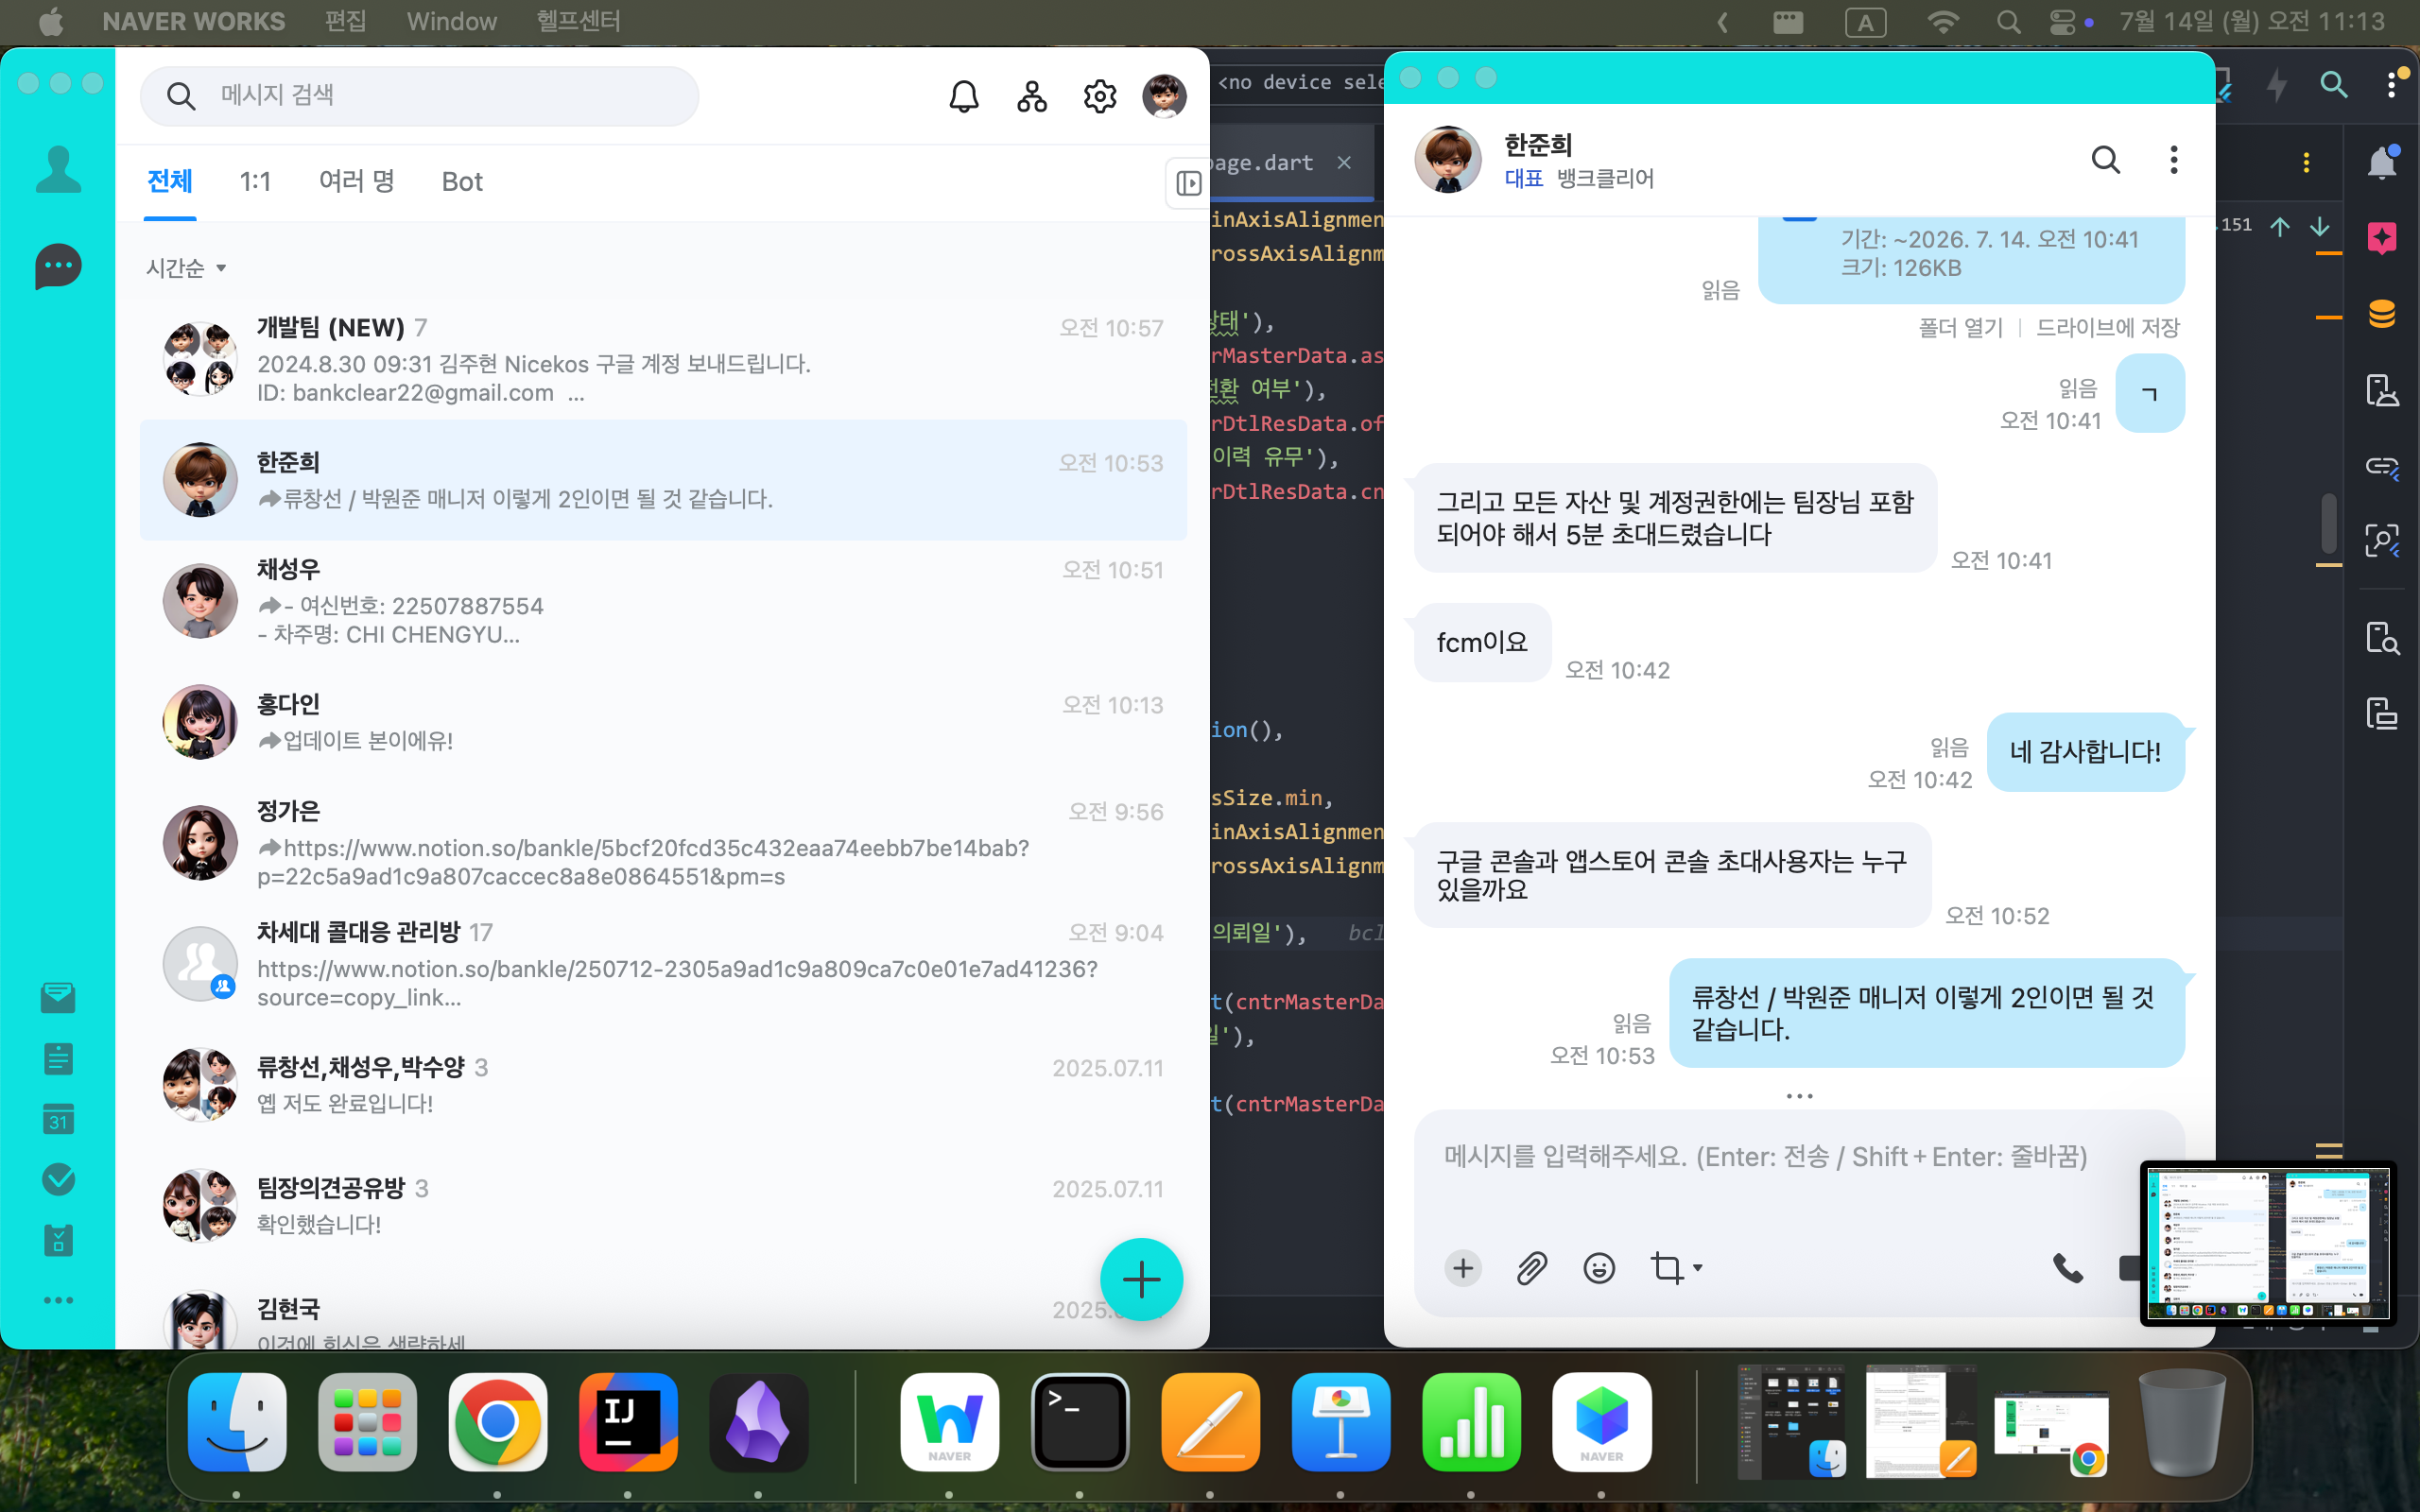 NAVER WORKS 편집 Window 헬프센터
A 7월 14일 (월) 오전 11:13
메시지 검색
전체 1:1 여러 명 Bot
시간순
개발팀 (NEW) 7 오전 10:57
2024.8.30 09:31 김주현 Nicekos 구글 계정 보내드립니다.
ID: bankclear22@gmail.com ...
한준희 오전 10:53
류창선 / 박원준 매니저 이렇게 2인이면 될 것 같습니다.
채성우 오전 10:51
- 여신번호: 22507887554
- 차주명: CHI CHENGYU...
홍다인 오전 10:13
업데이트 본이에유!
정가은 오전 9:56
https://www.notion.so/bankle/5bcf20fcd35c432eaa74eebb7be14bab?
p=22c5a9ad1c9a807caccec8a8e0864551&pm=s
차세대 콜대응 관리방 17 오전 9:04
https://www.notion.so/bankle/250712-2305a9ad1c9a809ca7c0e01e7ad41236?
source=copy_link...
류창선,채성우,박수양 3 2025.07.11
옙 저도 완료입니다!
팀장의견공유방 3 2025.07.11
확인했습니다!
김현국 2025.
이것에 회신은 생략하세
31
<no device sele
page.dart
inAxisAlignmen
rossAxisAlignm
상태'),
rMasterData.as
전환 여부'),
rDtlResData.of
이력 유무'),
rDtlResData.cn
ion(),
sSize.min,
inAxisAlignmen
rossAxisAlignm
의뢰일'), bcl
t(cntrMasterDa
일'),
t(cntrMasterDa
151
한준희
대표 뱅크클리어
기간: ~2026. 7. 14. 오전 10:41
크기: 126KB
읽음
폴더 열기 | 드라이브에 저장
ㄱ
읽음
오전 10:41
그리고 모든 자산 및 계정권한에는 팀장님 포함
되어야 해서 5분 초대드렸습니다
오전 10:41
fcm이요
오전 10:42
네 감사합니다!
읽음
오전 10:42
구글 콘솔과 앱스토어 콘솔 초대사용자는 누구
있을까요
오전 10:52
류창선 / 박원준 매니저 이렇게 2인이면 될 것
같습니다.
읽음
오전 10:53
메시지를 입력해주세요. (Enter: 전송 / Shift+Enter: 줄바꿈)
IJ
NAVER
>_
NAVER